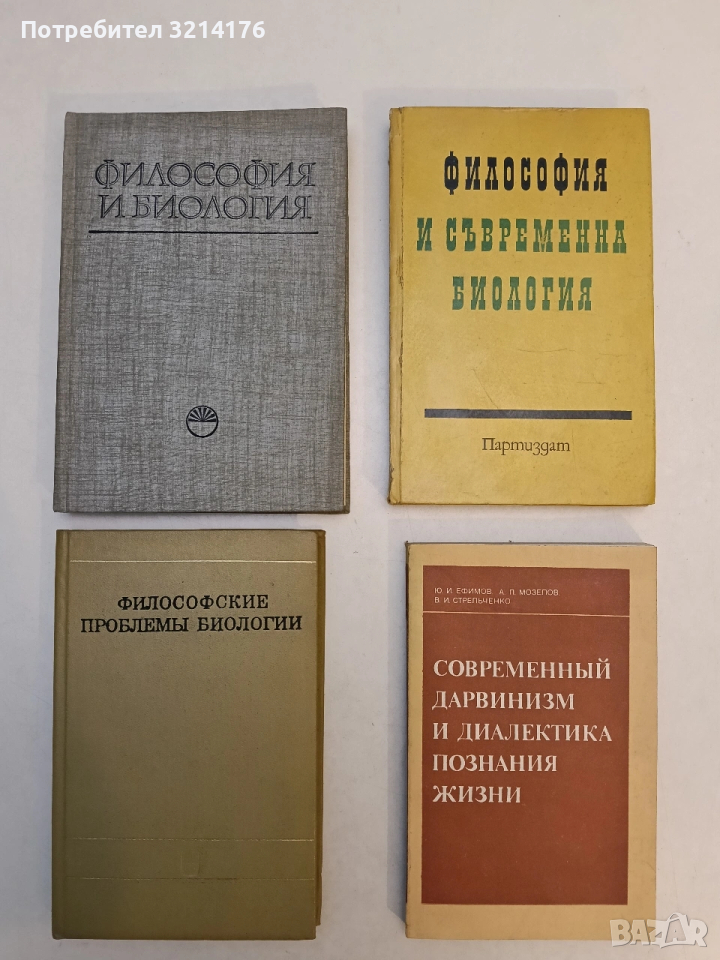 Потребител 3214176
ФИЛОСОФИЯ
И БИОЛОГИЯ
ФИЛОСОФИЯ
И СЪВРЕМЕННА
БИОЛОГИЯ
Партиздат
ФИЛОСОФСКИЕ
ПРОБЛЕМЫ БИОЛОГИИ
Ю. И. ЕФИМОВ, А. П. МОЗЕЛОВ,
В. И. СТРЕЛЬЧЕНКО
СОВРЕМЕННЫЙ
ДАРВИНИЗМ
И ДИАЛЕКТИКА
ПОЗНАНИЯ
ЖИЗНИ
BAZAR